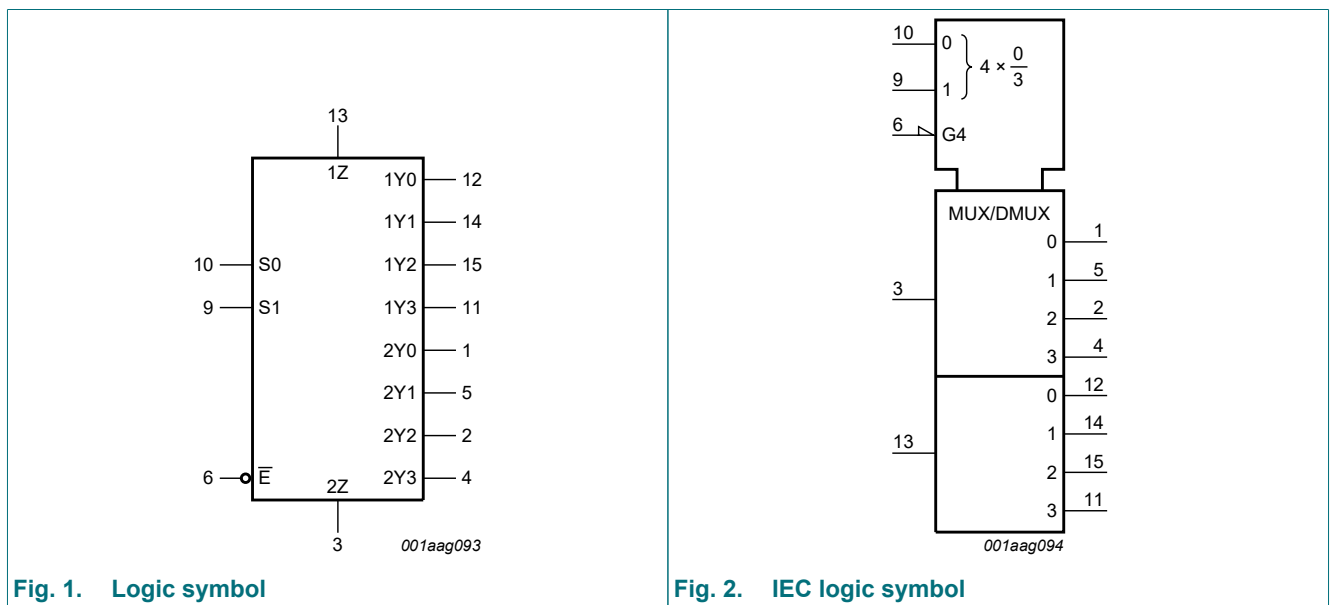 13
1Z
1Y0 12
1Y1 14
10 S0 1Y2 15
9 S1 1Y3 11
2Y0 1
2Y1 5
2Y2 2
6 E̅ 2Y3 4
2Z
3 001aag093
Fig. 1. Logic symbol
10 0
4 × 0/3
9 1
6 G4
MUX/DMUX
0 1
1 5
3
2 2
3 4
0 12
1 14
13
2 15
3 11
001aag094
Fig. 2. IEC logic symbol